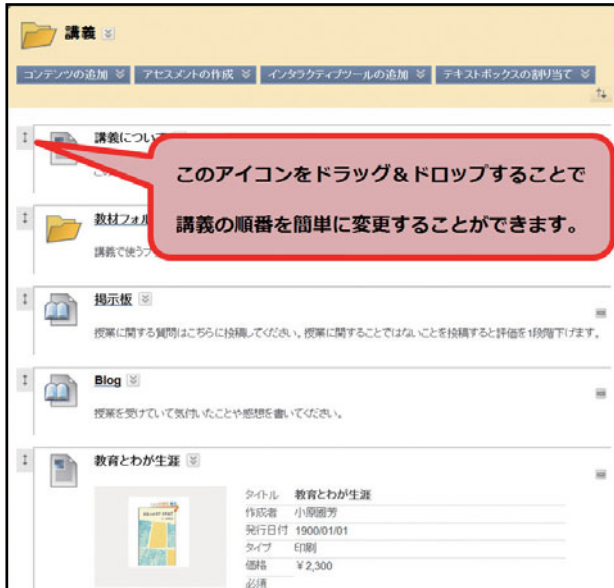 講義
コンテンツの追加 アセスメントの作成 インタラクティブツールの追加 テキストボックスの割り当て
講義につい
このアイコンをドラッグ&ドロップすることで
講義の順番を簡単に変更することができます。
教材フォル
講義で使う
掲示板
授業に関する質問はこちらに投稿してください。授業に関することではないことを投稿すると評価を1段階下げます。
Blog
授業を受けていて気付いたことや感想を書いてください。
教育とわが生涯
タイトル 教育とわが生涯
作成者 小原國芳
発行日付 1900/01/01
タイプ 印刷
価格 ¥2,300
必須